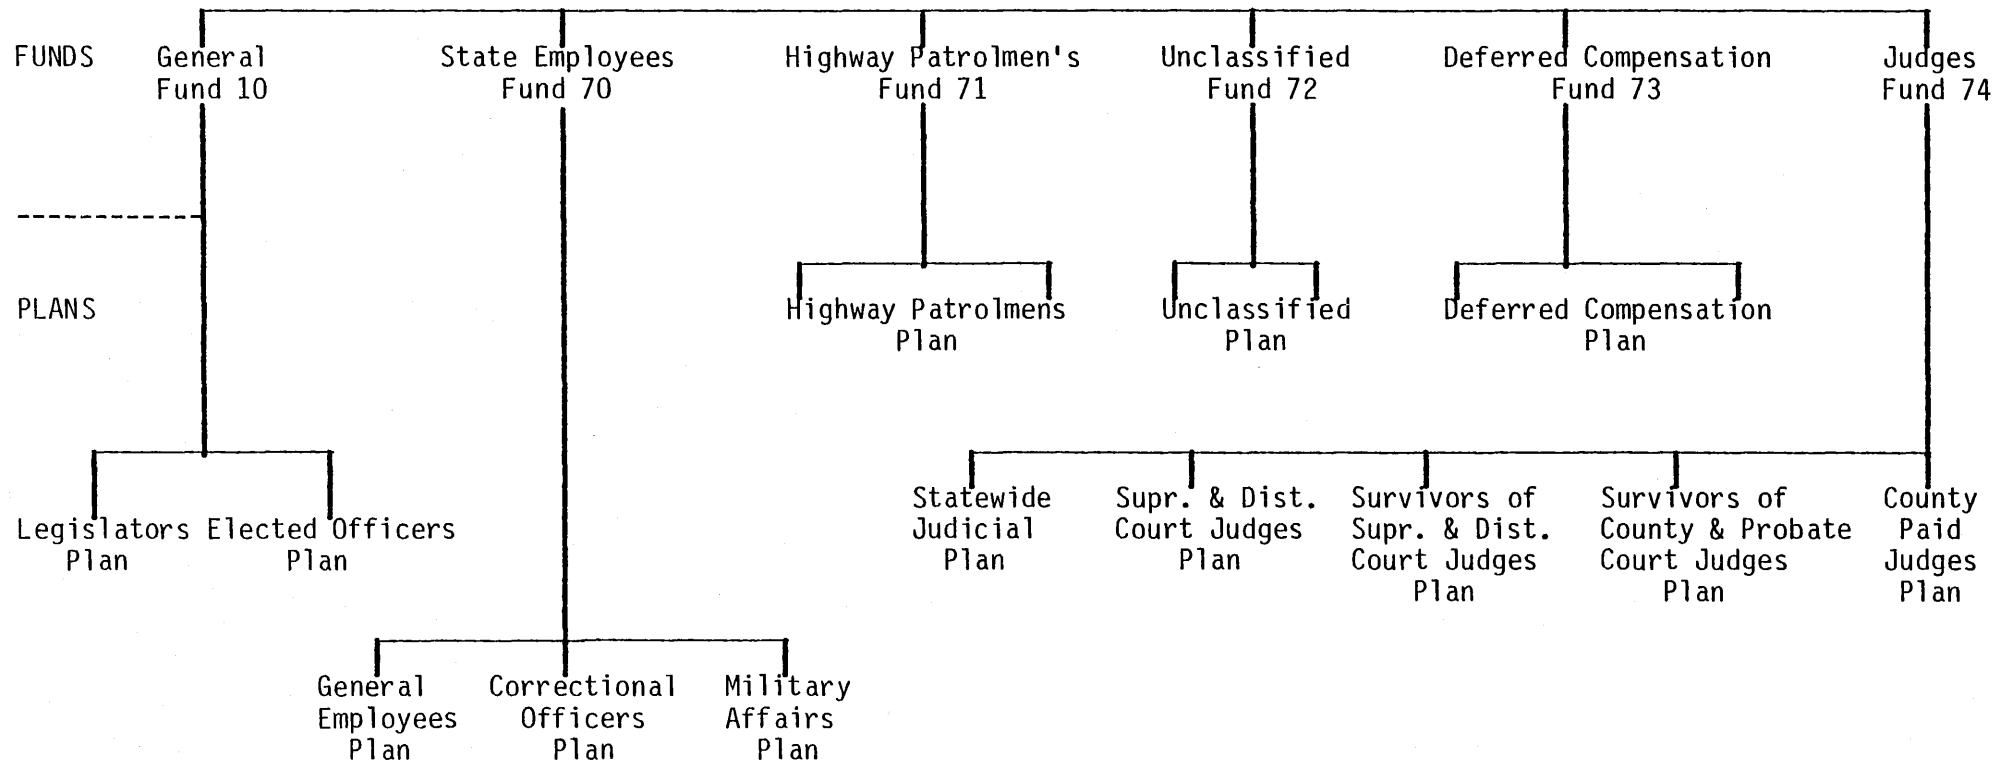 FUNDS General State Employees Highway Patrolmen's Unclassified Deferred Compensation Judges
Fund 10 Fund 70 Fund 71 Fund 72 Fund 73 Fund 74
PLANS Highway Patrolmens Unclassified Deferred Compensation
Plan Plan Plan
Statewide Supr. & Dist. Survivors of Survivors of County
Legislators Elected Officers Judicial Court Judges Supr. & Dist. County & Probate Paid
Plan Plan Plan Plan Court Judges Court Judges Judges
Plan Plan Plan
General Correctional Military
Employees Officers Affairs
Plan Plan Plan